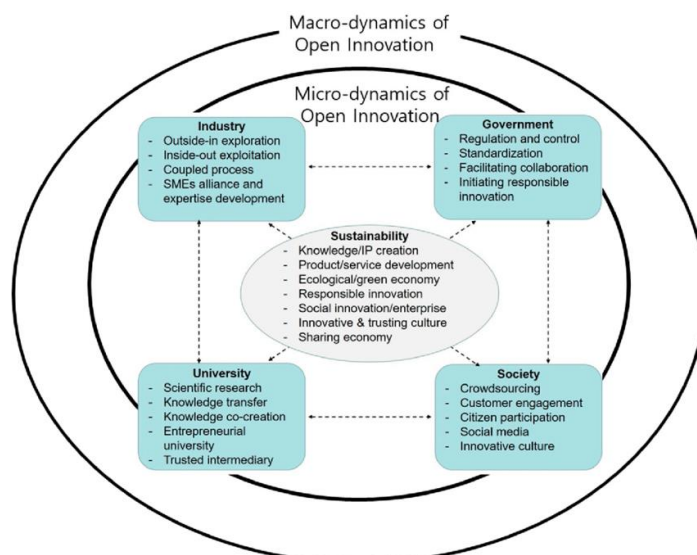 Macro-dynamics of
Open Innovation
Micro-dynamics of
Open Innovation
Industry
- Outside-in exploration
- Inside-out exploitation
- Coupled process
- SMEs alliance and
expertise development
Government
- Regulation and control
- Standardization
- Facilitating collaboration
- Initiating responsible
innovation
Sustainability
- Knowledge/IP creation
- Product/service development
- Ecological/green economy
- Responsible innovation
- Social innovation/enterprise
- Innovative & trusting culture
- Sharing economy
University
- Scientific research
- Knowledge transfer
- Knowledge co-creation
- Entrepreneurial
university
- Trusted intermediary
Society
- Crowdsourcing
- Customer engagement
- Citizen participation
- Social media
- Innovative culture